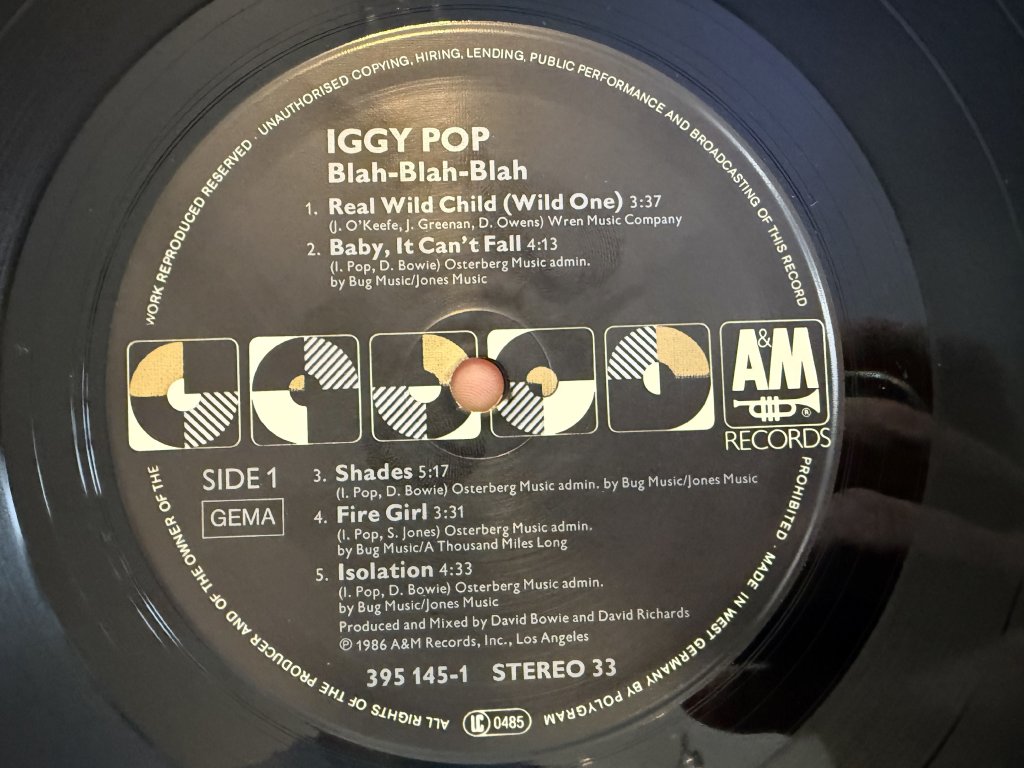 WORK REPRODUCED RESERVED · UNAUTHORISED COPYING, HIRING, LENDING, PUBLIC PERFORMANCE AND BROADCASTING OF THIS RECORD
IGGY POP
Blah-Blah-Blah
1. Real Wild Child (Wild One) 3:37
(J. O'Keefe, J. Greenan, D. Owens) Wren Music Company
2. Baby, It Can't Fall 4:13
(I. Pop, D. Bowie) Osterberg Music admin.
by Bug Music/Jones Music
A&M
®
RECORDS
SIDE 1
GEMA
3. Shades 5:17
(I. Pop, D. Bowie) Osterberg Music admin. by Bug Music/Jones Music
4. Fire Girl 3:31
(I. Pop, S. Jones) Osterberg Music admin.
by Bug Music/A Thousand Miles Long
5. Isolation 4:33
(I. Pop, D. Bowie) Osterberg Music admin.
by Bug Music/Jones Music
Produced and Mixed by David Bowie and David Richards
℗ 1986 A&M Records, Inc., Los Angeles
395 145-1 STEREO 33
PROHIBITED · MADE IN WEST GERMANY BY POLYGRAM
LC 0485
ALL RIGHTS OF THE PRODUCER AND OF THE OWNER OF THE